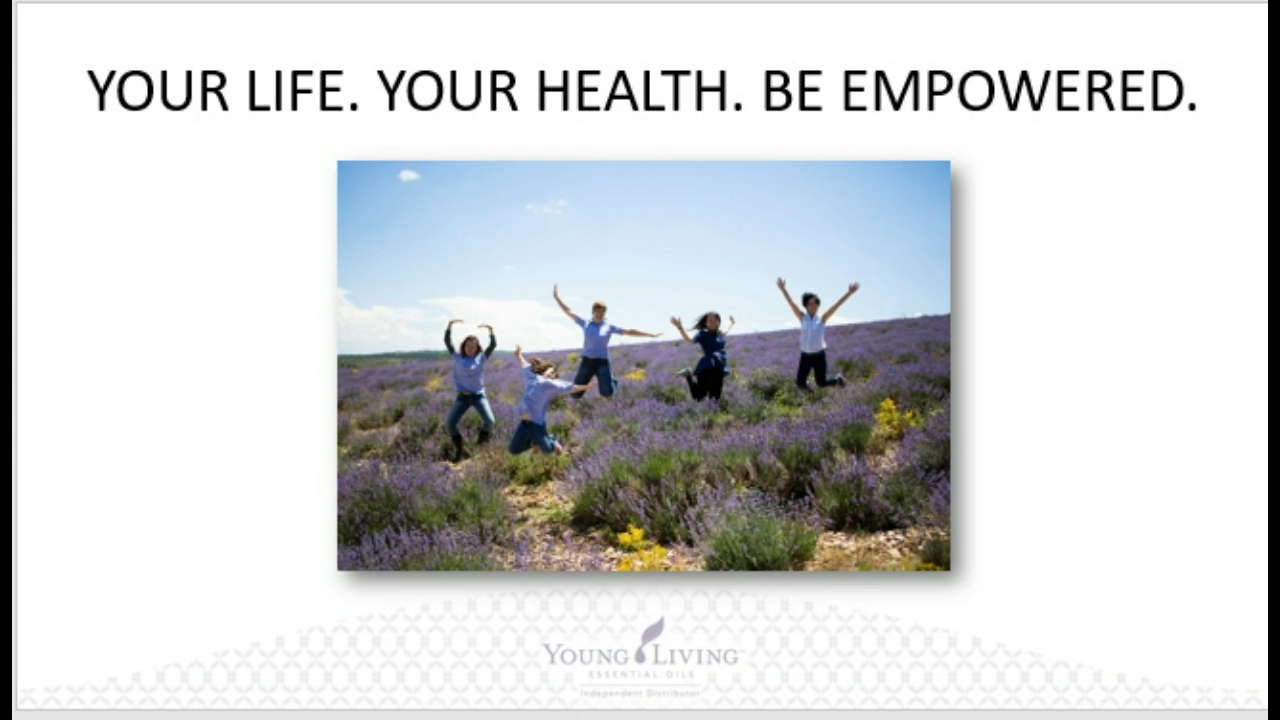 YOUR LIFE. YOUR HEALTH. BE EMPOWERED.
YOUNG LIVING
ESSENTIAL OILS
Independent Distributor